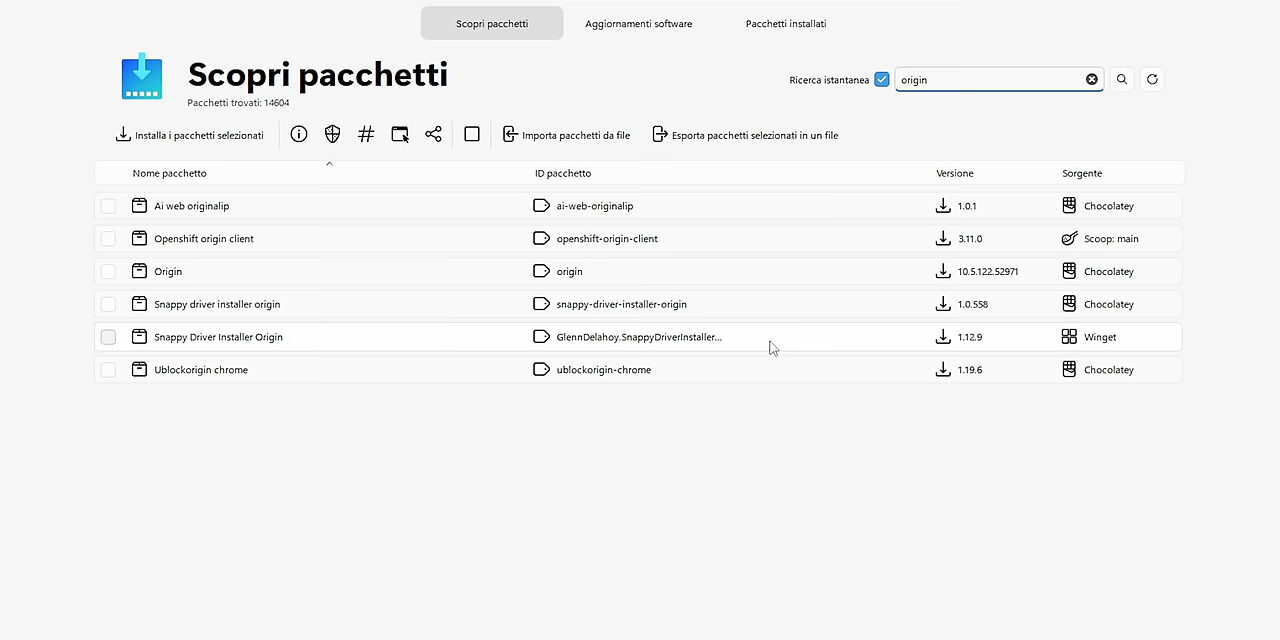 Scopri pacchetti Aggiornamenti software Pacchetti installati
Scopri pacchetti
Pacchetti trovati: 14604
Ricerca istantanea origin
Installa i pacchetti selezionati Importa pacchetti da file Esporta pacchetti selezionati in un file
Nome pacchetto ID pacchetto Versione Sorgente
Ai web originalip ai-web-originalip 1.0.1 Chocolatey
Openshift origin client openshift-origin-client 3.11.0 Scoop: main
Origin origin 10.5.122.52971 Chocolatey
Snappy driver installer origin snappy-driver-installer-origin 1.0.558 Chocolatey
Snappy Driver Installer Origin GlennDelahoy.SnappyDriverInstaller... 1.12.9 Winget
Ublockorigin chrome ublockorigin-chrome 1.19.6 Chocolatey